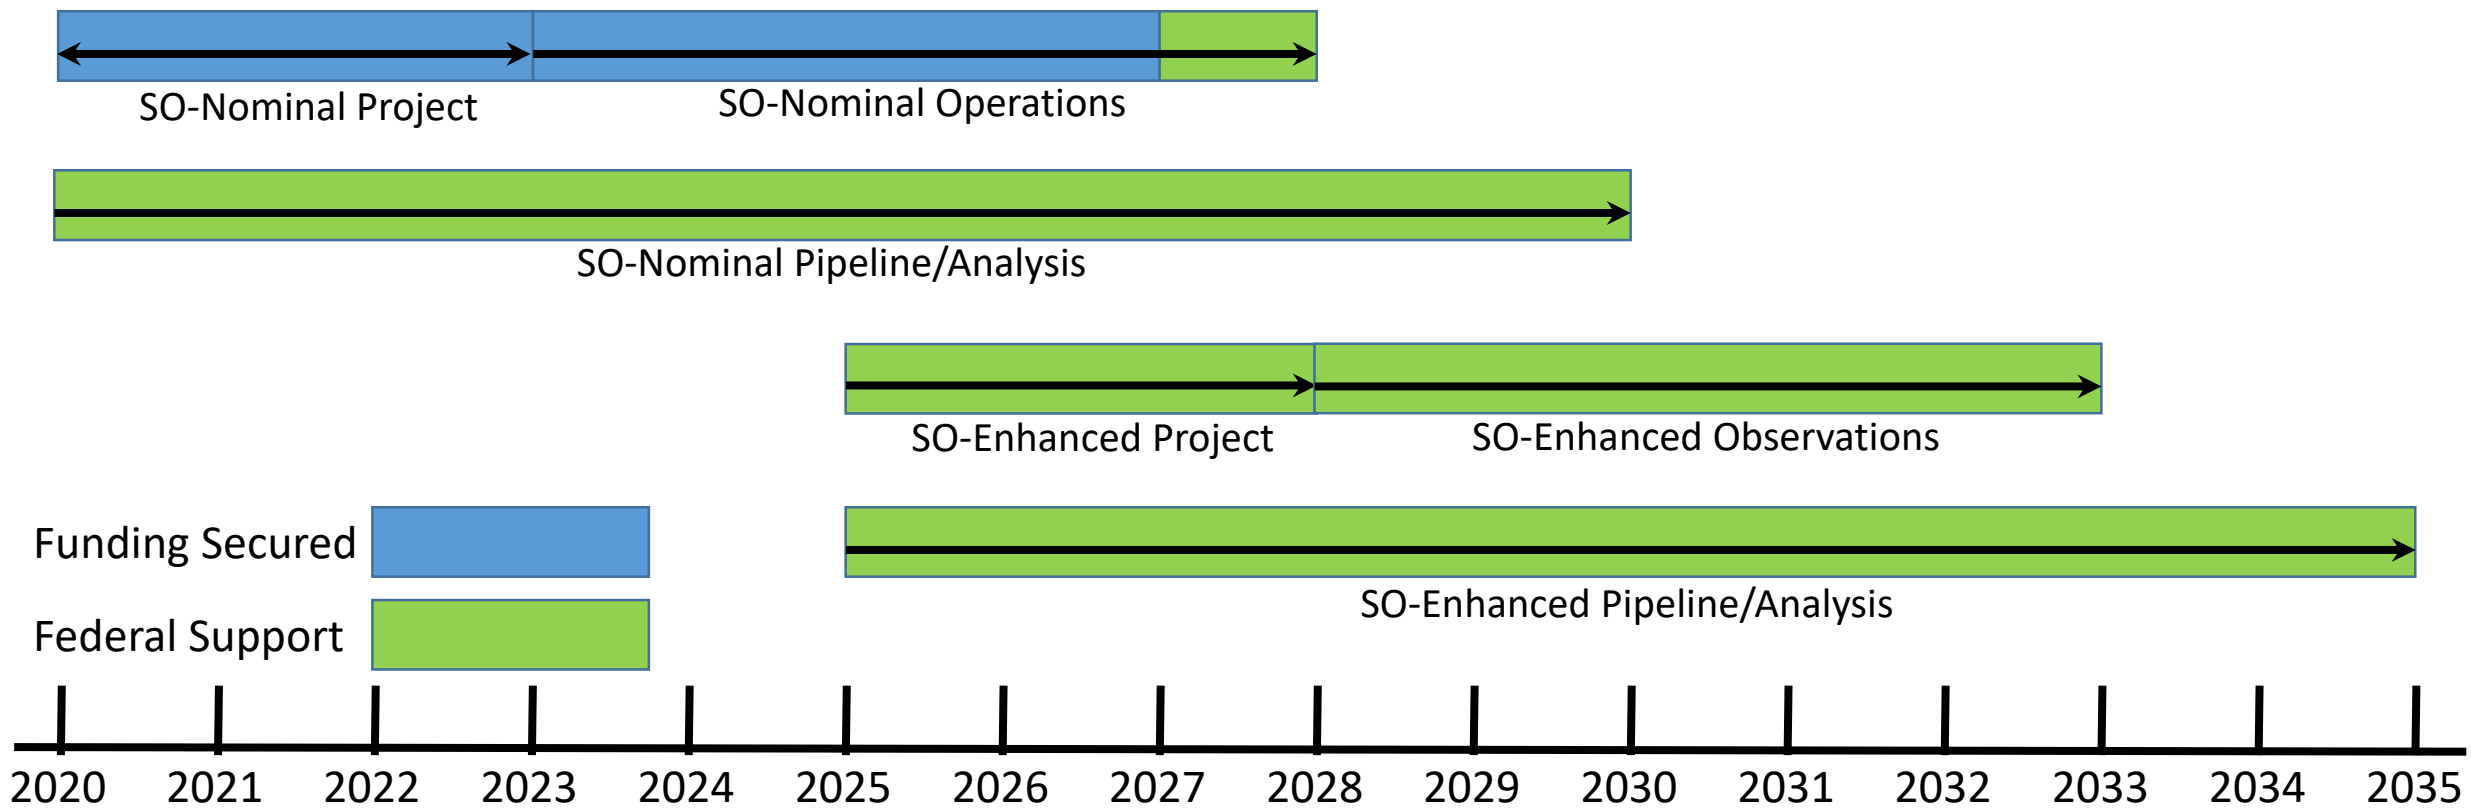 SO-Nominal Project
SO-Nominal Operations
SO-Nominal Pipeline/Analysis
SO-Enhanced Project
SO-Enhanced Observations
Funding Secured
SO-Enhanced Pipeline/Analysis
Federal Support
2020 2021 2022 2023 2024 2025 2026 2027 2028 2029 2030 2031 2032 2033 2034 2035